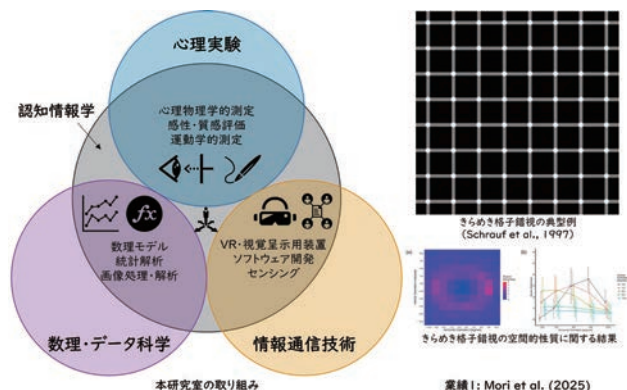 心理実験
認知情報学
心理物理学的測定
感性・質感評価
運動学的測定
fx
数理モデル
統計解析
画像処理・解析
VR・視覚呈示用装置
ソフトウェア開発
センシング
数理・データ科学
情報通信技術
本研究室の取り組み
きらめき格子錯視の典型例
(Schrauf et al., 1997)
(a)
(b)
きらめき格子錯視の空間的性質に関する結果
業績1: Mori et al. (2025)